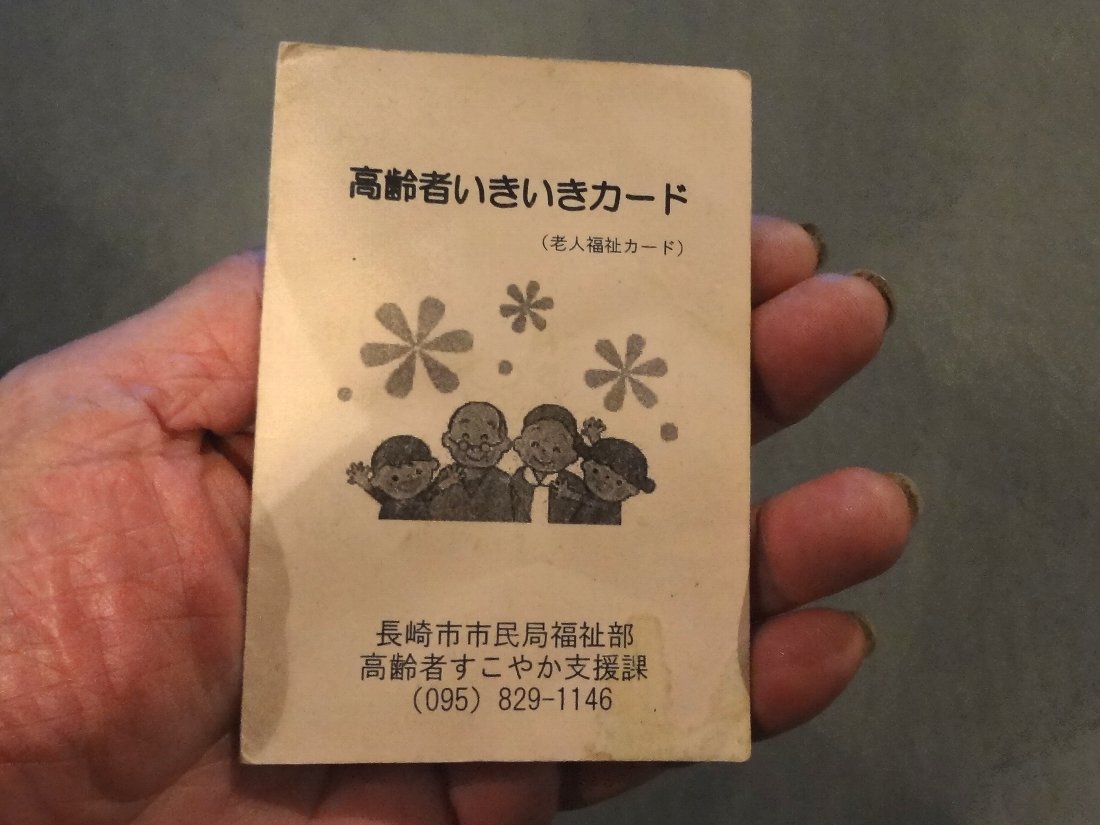 高齢者いきいきカード
（老人福祉カード）
長崎市市民局福祉部
高齢者すこやか支援課
（095）829-1146